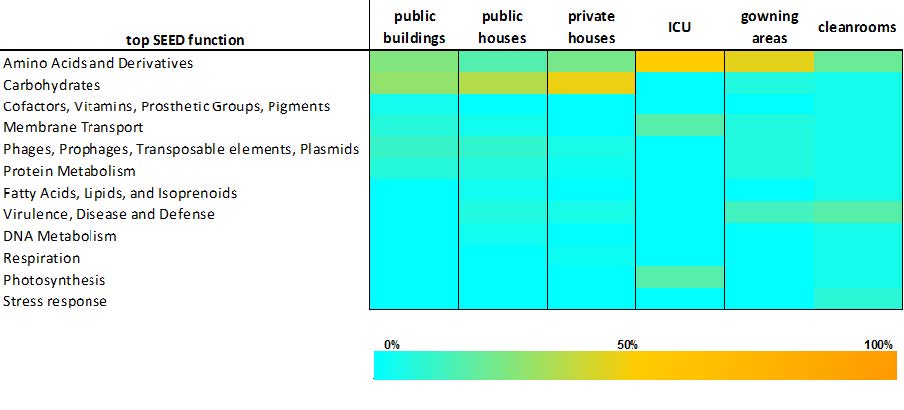 public buildings
public houses
private houses
ICU
gowning areas
cleanrooms
top SEED function
Amino Acids and Derivatives
Carbohydrates
Cofactors, Vitamins, Prosthetic Groups, Pigments
Membrane Transport
Phages, Prophages, Transposable elements, Plasmids
Protein Metabolism
Fatty Acids, Lipids, and Isoprenoids
Virulence, Disease and Defense
DNA Metabolism
Respiration
Photosynthesis
Stress response
0% 50% 100%